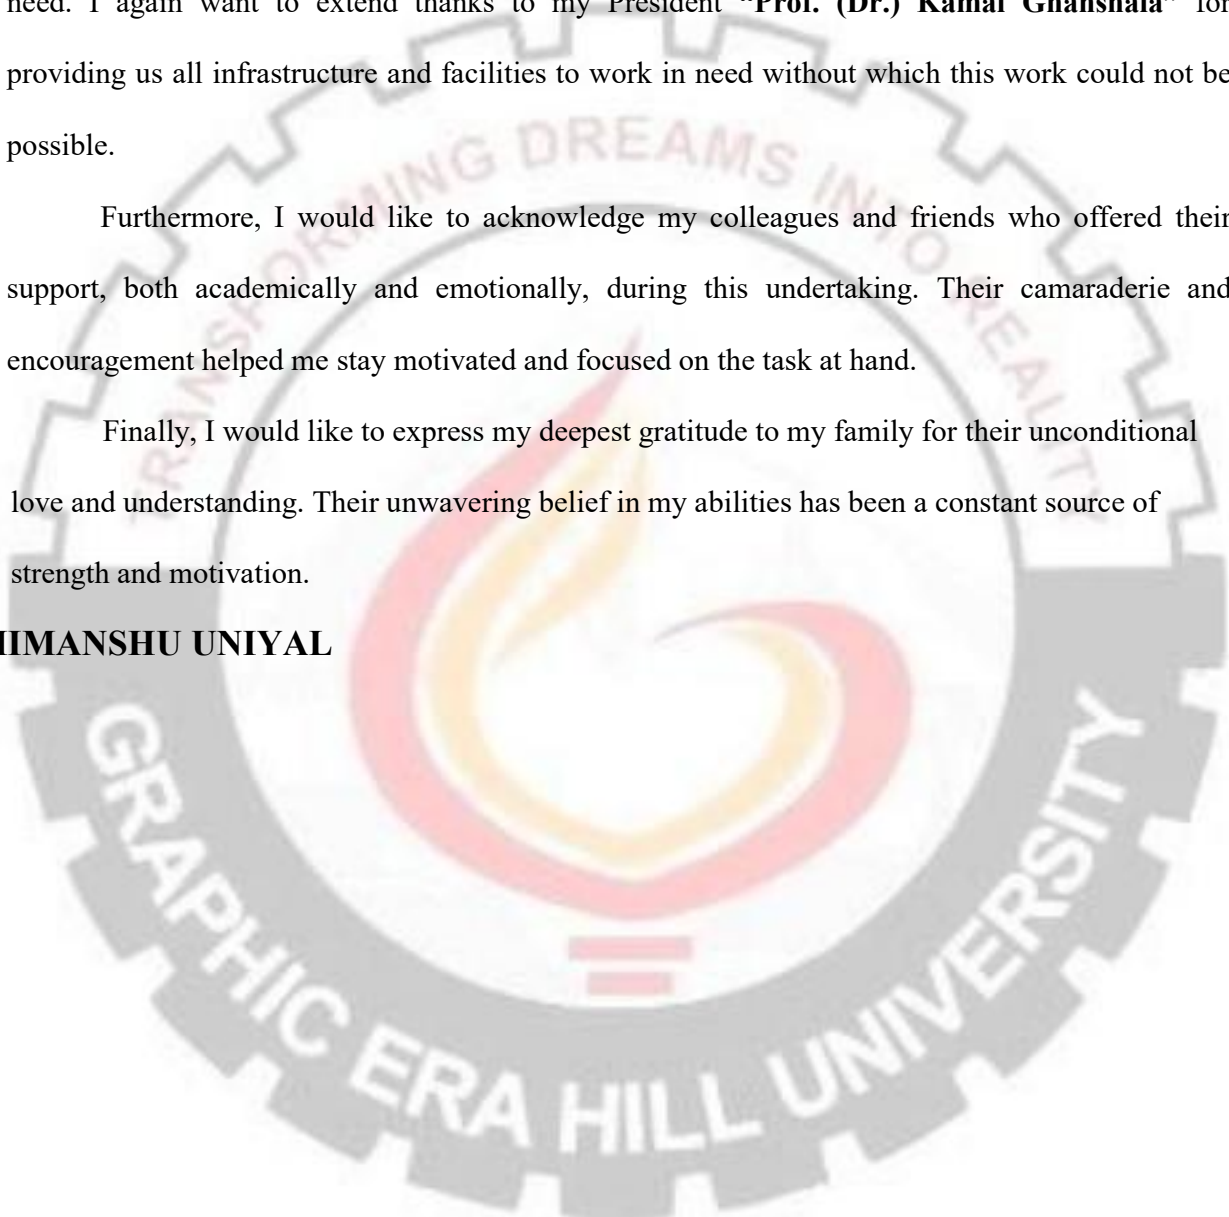 need. I again want to extend thanks to my President "Prof. (Dr.) Kamal Ghanshala" for
providing us all infrastructure and facilities to work in need without which this work could not be
possible.
Furthermore, I would like to acknowledge my colleagues and friends who offered their
support, both academically and emotionally, during this undertaking. Their camaraderie and
encouragement helped me stay motivated and focused on the task at hand.
Finally, I would like to express my deepest gratitude to my family for their unconditional
love and understanding. Their unwavering belief in my abilities has been a constant source of
strength and motivation.
HIMANSHU UNIYAL
TRANSFORMING DREAMS INTO REALITY
GRAPHIC ERA HILL UNIVERSITY